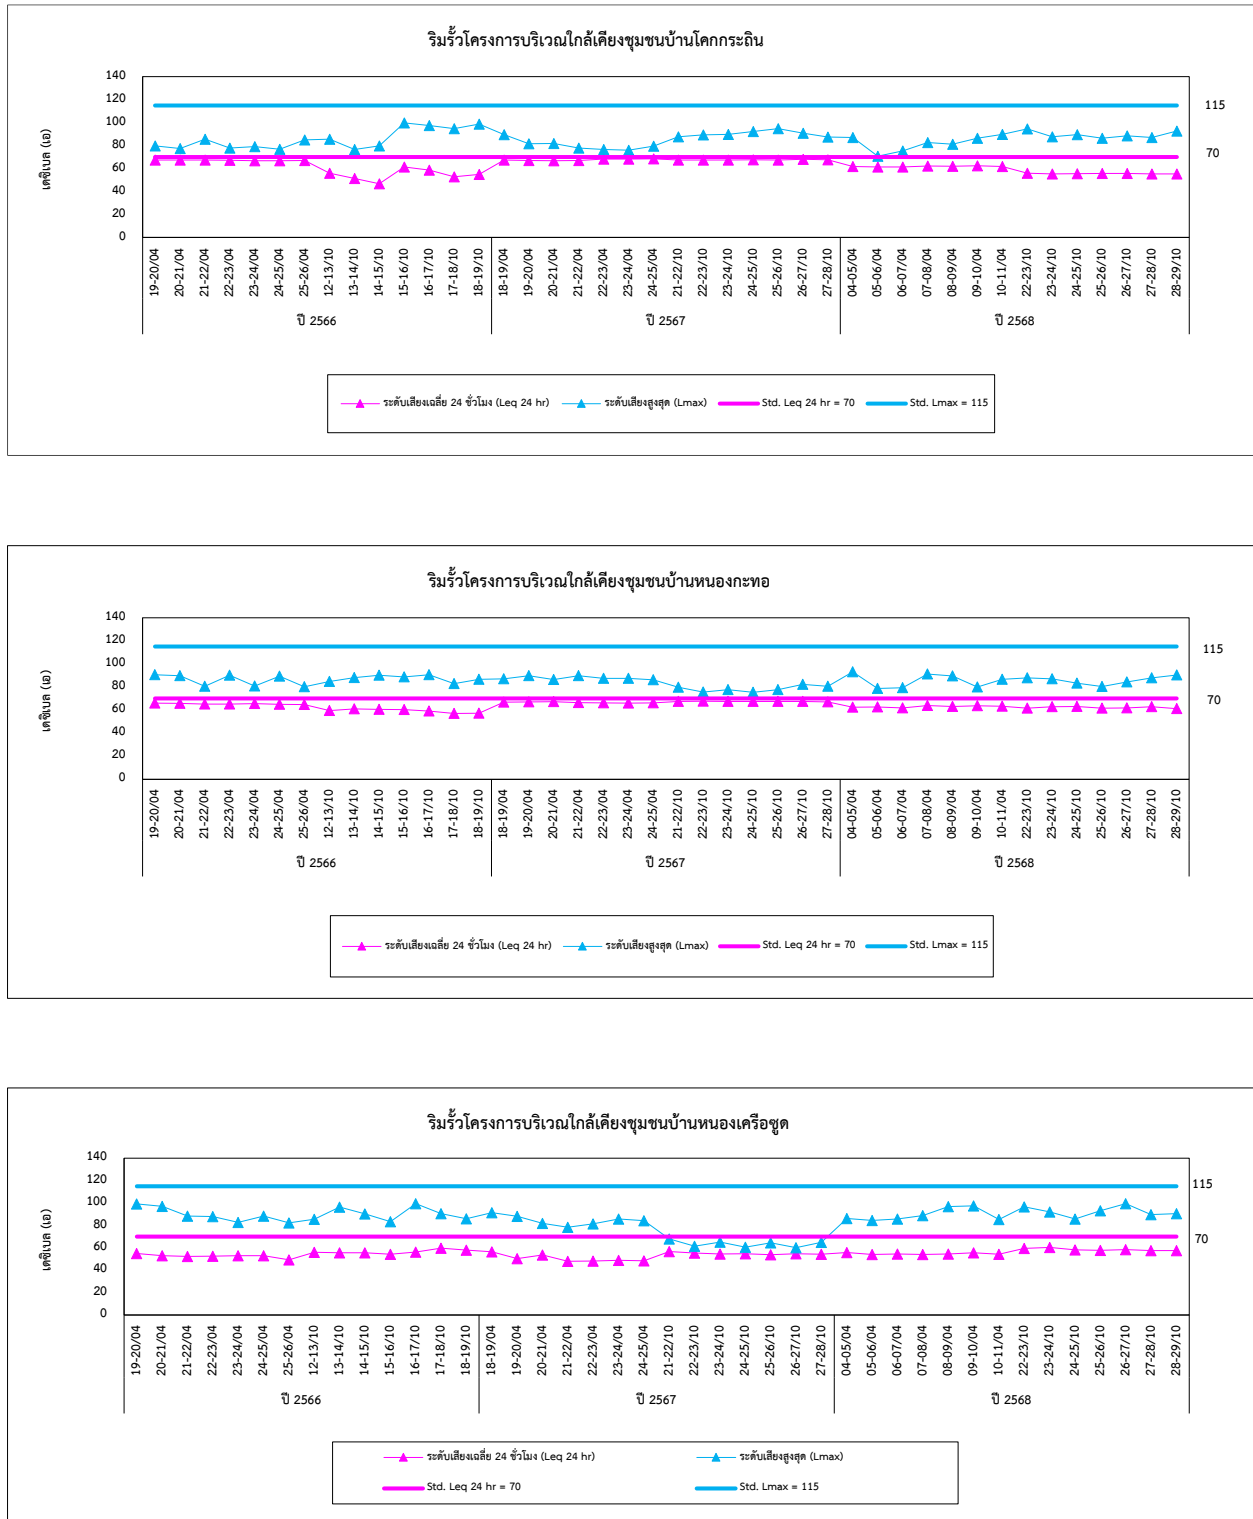 ริมรั้วโครงการบริเวณใกล้เคียงชุมชนบ้านโคกกระถิน
เดซิเบล (เอ)
140
120
100
80
60
40
20
0
115
70
19-20/04 20-21/04 21-22/04 22-23/04 23-24/04 24-25/04 25-26/04 12-13/10 13-14/10 14-15/10 15-16/10 16-17/10 17-18/10 18-19/10 18-19/04 19-20/04 20-21/04 21-22/04 22-23/04 23-24/04 24-25/04 21-22/10 22-23/10 23-24/10 24-25/10 25-26/10 26-27/10 27-28/10 04-05/04 05-06/04 06-07/04 07-08/04 08-09/04 09-10/04 10-11/04 22-23/10 23-24/10 24-25/10 25-26/10 26-27/10 27-28/10 28-29/10
ปี 2566 ปี 2567 ปี 2568
ระดับเสียงเฉลี่ย 24 ชั่วโมง (Leq 24 hr) ระดับเสียงสูงสุด (Lmax) Std. Leq 24 hr = 70 Std. Lmax = 115
ริมรั้วโครงการบริเวณใกล้เคียงชุมชนบ้านหนองกะทอ
เดซิเบล (เอ)
140
120
100
80
60
40
20
0
115
70
19-20/04 20-21/04 21-22/04 22-23/04 23-24/04 24-25/04 25-26/04 12-13/10 13-14/10 14-15/10 15-16/10 16-17/10 17-18/10 18-19/10 18-19/04 19-20/04 20-21/04 21-22/04 22-23/04 23-24/04 24-25/04 21-22/10 22-23/10 23-24/10 24-25/10 25-26/10 26-27/10 27-28/10 04-05/04 05-06/04 06-07/04 07-08/04 08-09/04 09-10/04 10-11/04 22-23/10 23-24/10 24-25/10 25-26/10 26-27/10 27-28/10 28-29/10
ปี 2566 ปี 2567 ปี 2568
ระดับเสียงเฉลี่ย 24 ชั่วโมง (Leq 24 hr) ระดับเสียงสูงสุด (Lmax) Std. Leq 24 hr = 70 Std. Lmax = 115
ริมรั้วโครงการบริเวณใกล้เคียงชุมชนบ้านหนองเครือซูด
เดซิเบล (เอ)
140
120
100
80
60
40
20
0
115
70
19-20/04 20-21/04 21-22/04 22-23/04 23-24/04 24-25/04 25-26/04 12-13/10 13-14/10 14-15/10 15-16/10 16-17/10 17-18/10 18-19/10 18-19/04 19-20/04 20-21/04 21-22/04 22-23/04 23-24/04 24-25/04 21-22/10 22-23/10 23-24/10 24-25/10 25-26/10 26-27/10 27-28/10 04-05/04 05-06/04 06-07/04 07-08/04 08-09/04 09-10/04 10-11/04 22-23/10 23-24/10 24-25/10 25-26/10 26-27/10 27-28/10 28-29/10
ปี 2566 ปี 2567 ปี 2568
ระดับเสียงเฉลี่ย 24 ชั่วโมง (Leq 24 hr) ระดับเสียงสูงสุด (Lmax)
Std. Leq 24 hr = 70 Std. Lmax = 115